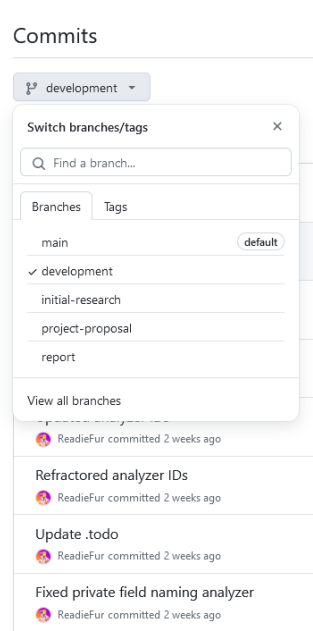 Commits
development
Switch branches/tags
Find a branch...
Branches Tags
main default
development
initial-research
project-proposal
report
View all branches
ReadieFur committed 2 weeks ago
Refractored analyzer IDs
ReadieFur committed 2 weeks ago
Update .todo
ReadieFur committed 2 weeks ago
Fixed private field naming analyzer
ReadieFur committed 2 weeks ago